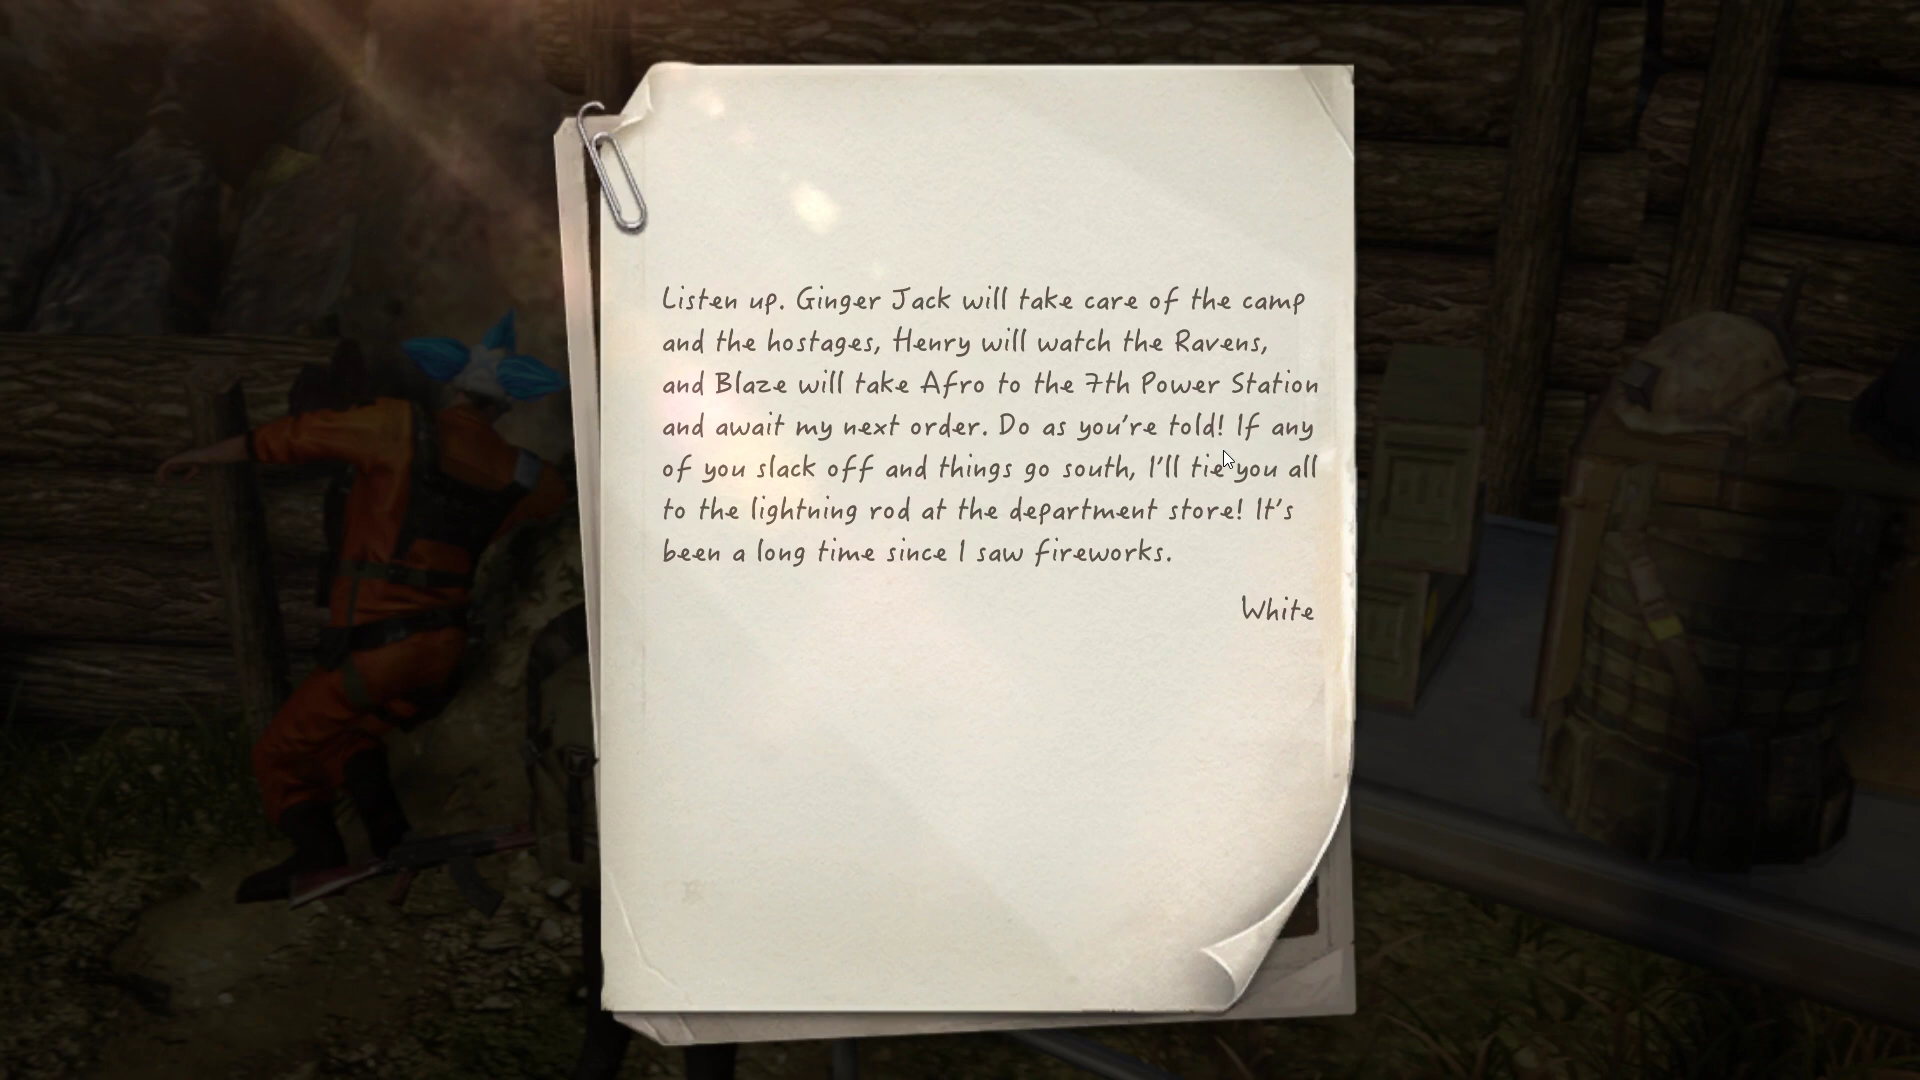 Listen up. Ginger Jack will take care of the camp
and the hostages, Henry will watch the Ravens,
and Blaze will take Afro to the 7th Power Station
and await my next order. Do as you're told! If any
of you slack off and things go south, I'll tie you all
to the lightning rod at the department store! It's
been a long time since I saw fireworks.
White